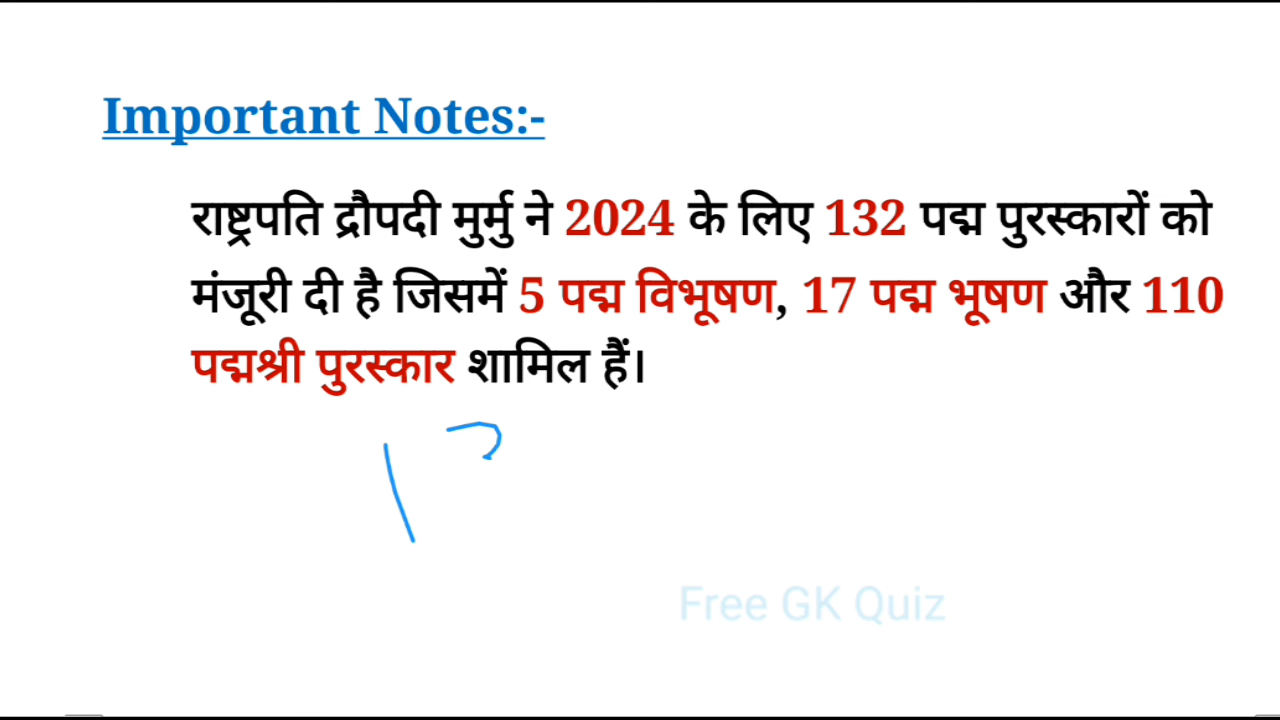 Important Notes:-
राष्ट्रपति द्रौपदी मुर्मु ने 2024 के लिए 132 पद्म पुरस्कारों को
मंजूरी दी है जिसमें 5 पद्म विभूषण, 17 पद्म भूषण और 110
पद्मश्री पुरस्कार शामिल हैं।
Free GK Quiz